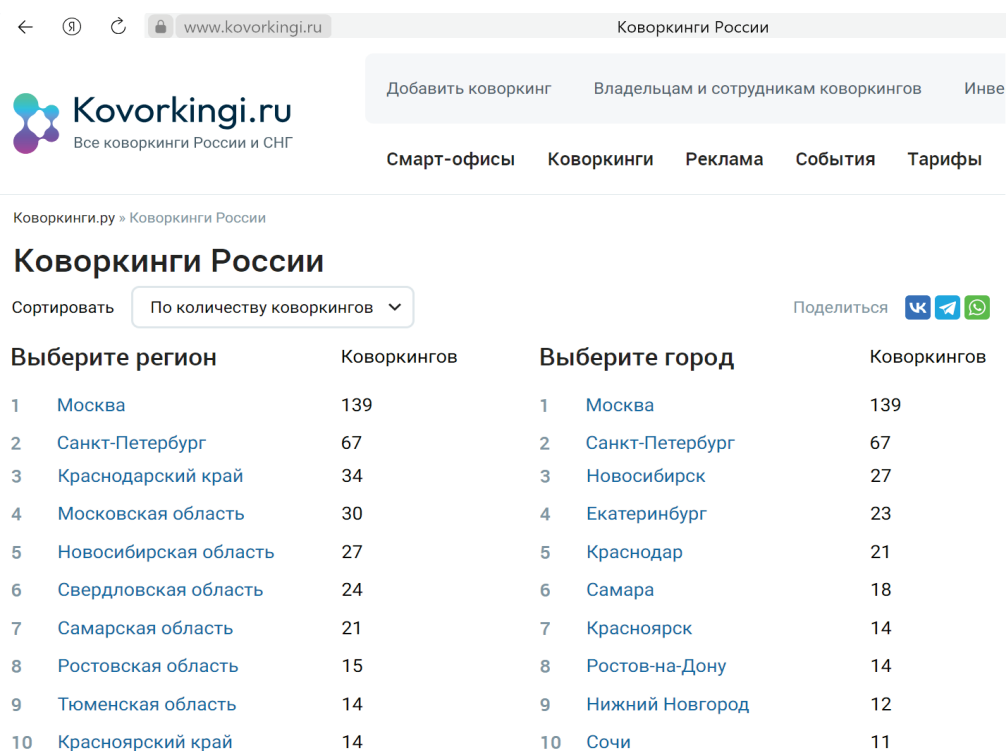 www.kovorkingi.ru Коворкинги России
Kovorkingi.ru
Все коворкинги России и СНГ
Добавить коворкинг Владельцам и сотрудникам коворкингов Инве
Смарт-офисы Коворкинги Реклама События Тарифы
Коворкинги.ру » Коворкинги России
Коворкинги России
Сортировать По количеству коворкингов Поделиться
Выберите регион Коворкингов Выберите город Коворкингов
1 Москва 139 1 Москва 139
2 Санкт-Петербург 67 2 Санкт-Петербург 67
3 Краснодарский край 34 3 Новосибирск 27
4 Московская область 30 4 Екатеринбург 23
5 Новосибирская область 27 5 Краснодар 21
6 Свердловская область 24 6 Самара 18
7 Самарская область 21 7 Красноярск 14
8 Ростовская область 15 8 Ростов-на-Дону 14
9 Тюменская область 14 9 Нижний Новгород 12
10 Красноярский край 14 10 Сочи 11